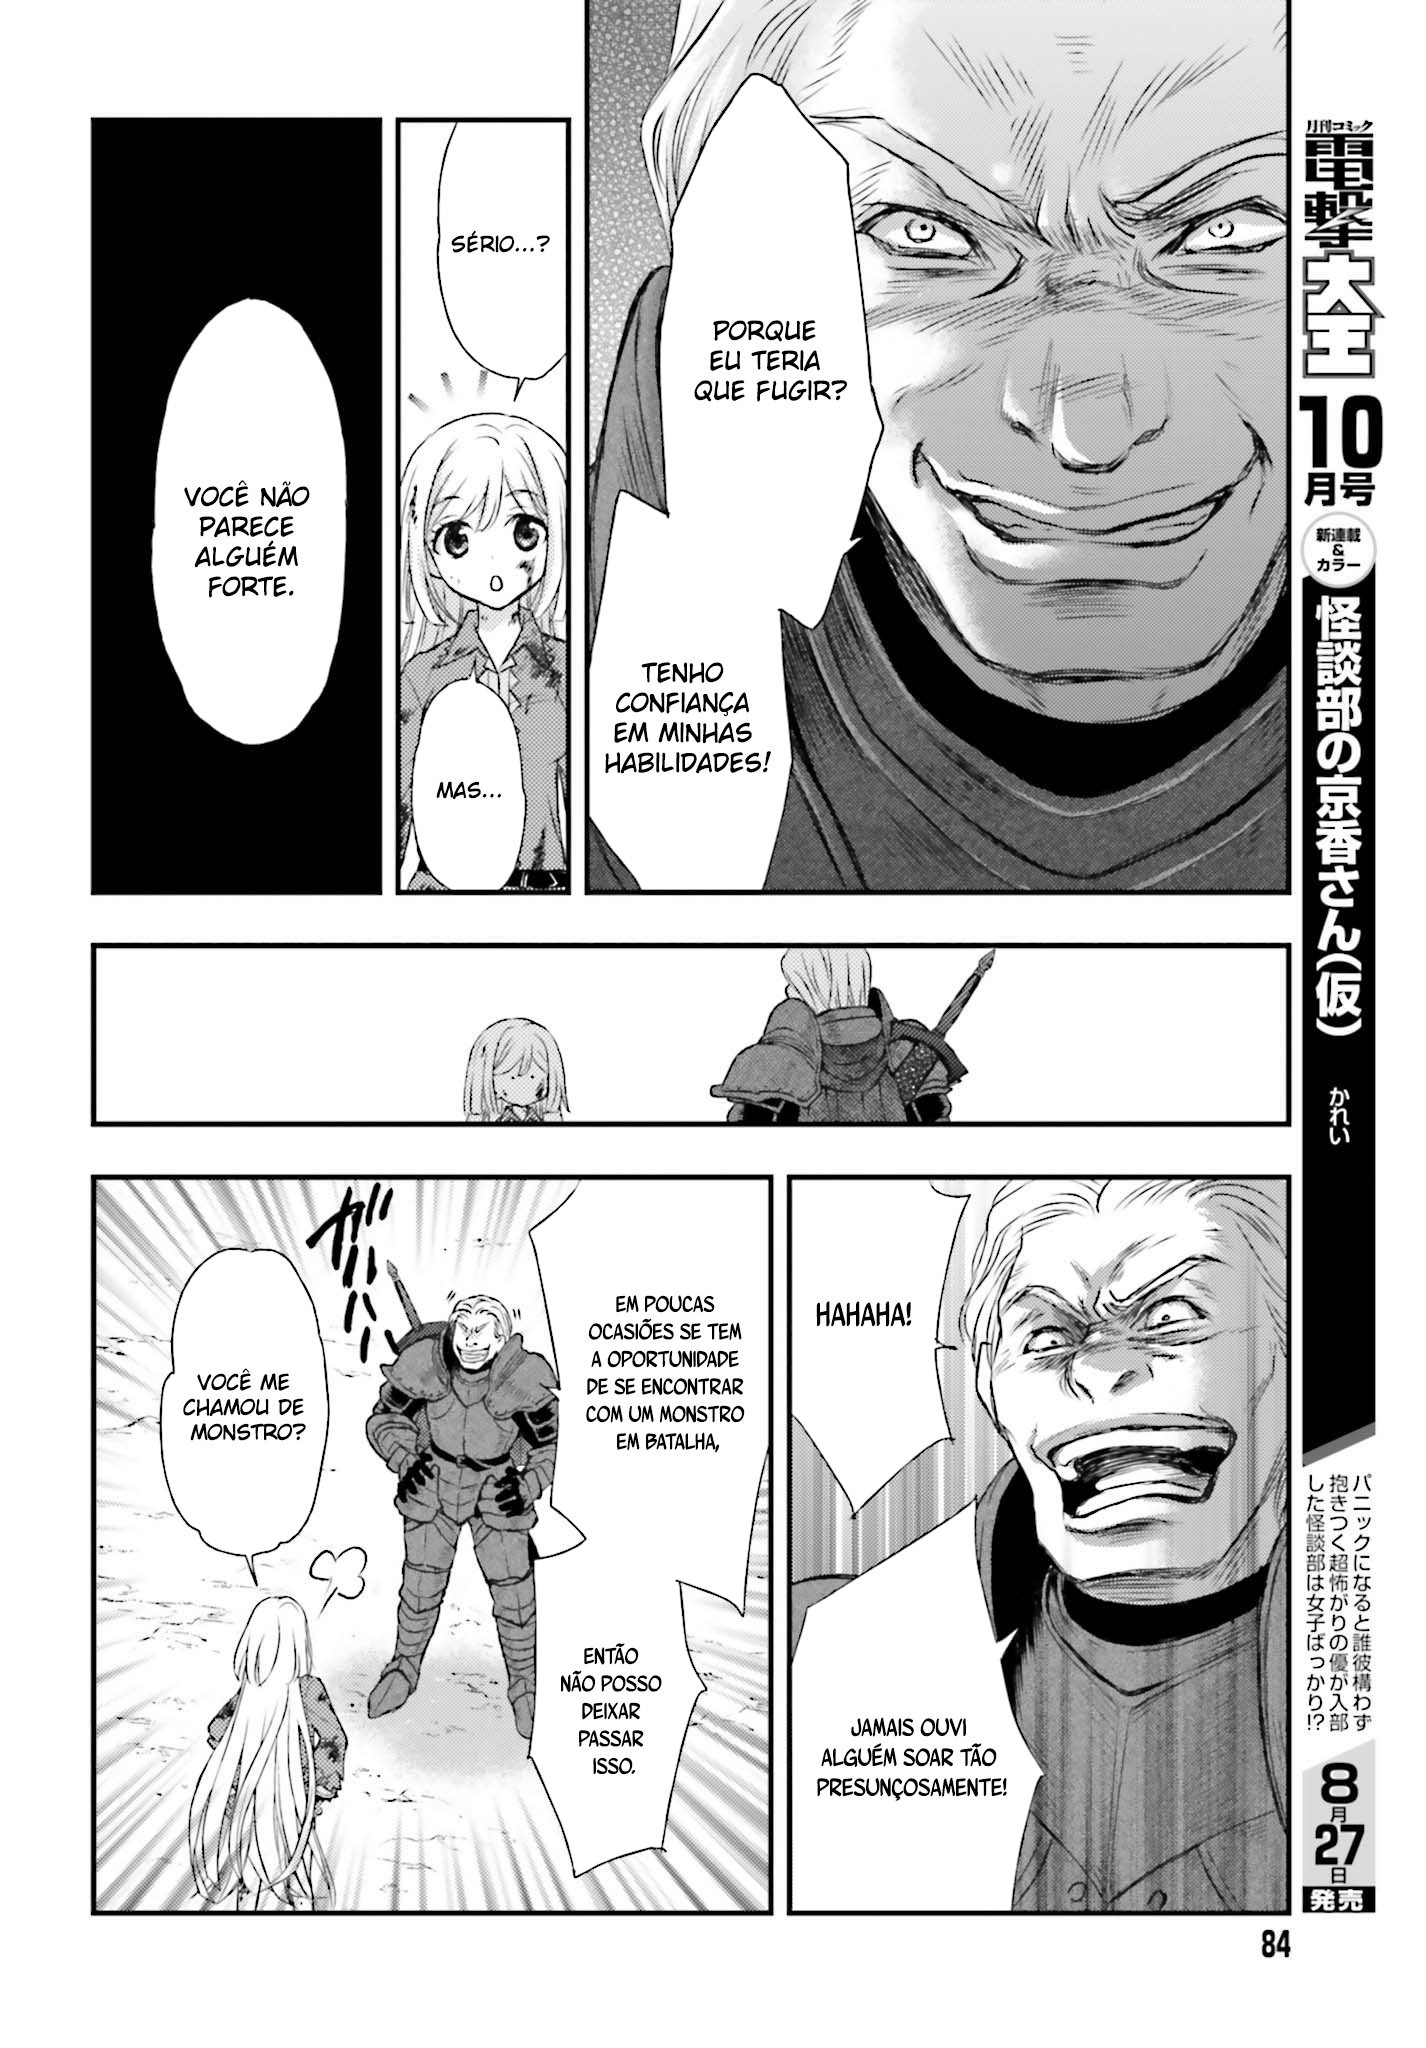 PORQUE
EU TERIA
QUE FUGIR?
TENHO
CONFIANÇA
EM MINHAS
HABILIDADES!
SÉRIO...?
MAS...
VOCÊ NÃO
PARECE
ALGUÉM
FORTE.
HAHAHA!
JAMAIS OUVI
ALGUÉM SOAR TÃO
PRESUNÇOSAMENTE!
EM POUCAS
OCASIÕES SE TEM
A OPORTUNIDADE
DE SE ENCONTRAR
COM UM MONSTRO
EM BATALHA,
ENTÃO
NÃO POSSO
DEIXAR
PASSAR
ISSO.
VOCÊ ME
CHAMOU DE
MONSTRO?
月刊コミック
電撃大王
10
月号
新連載
&
カラー
怪談部の京香さん(仮)
かれい
パニックになると誰彼構わず
抱きつく超怖がりの優が入部
した怪談部は女子ばっかり!?
8
月
27
日
発売
84